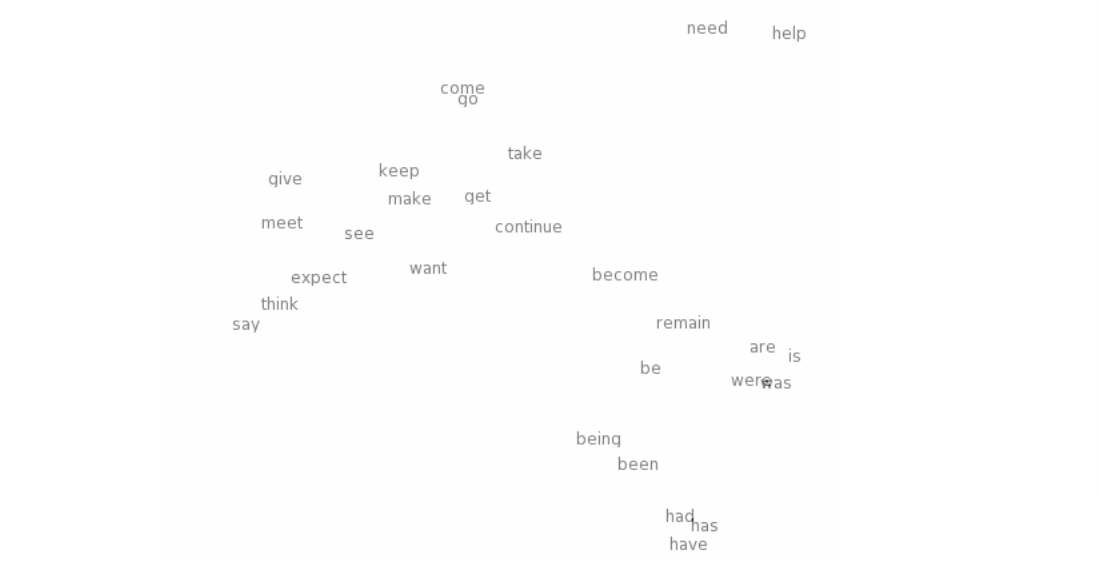 need
help
come
go
take
keep
give
make
get
meet
continue
see
want
become
expect
think
remain
say
are
is
be
were
was
being
been
had
has
have